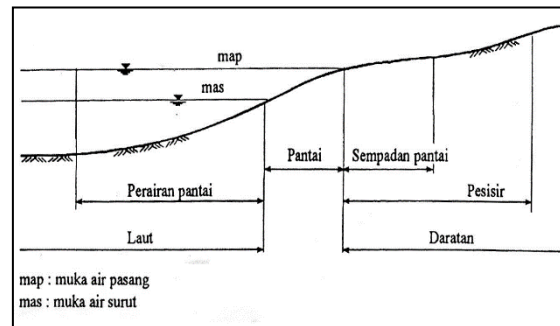 map
mas
Pantai
Sempadan pantai
Perairan pantai
Pesisir
Laut
Daratan
map : muka air pasang
mas : muka air surut